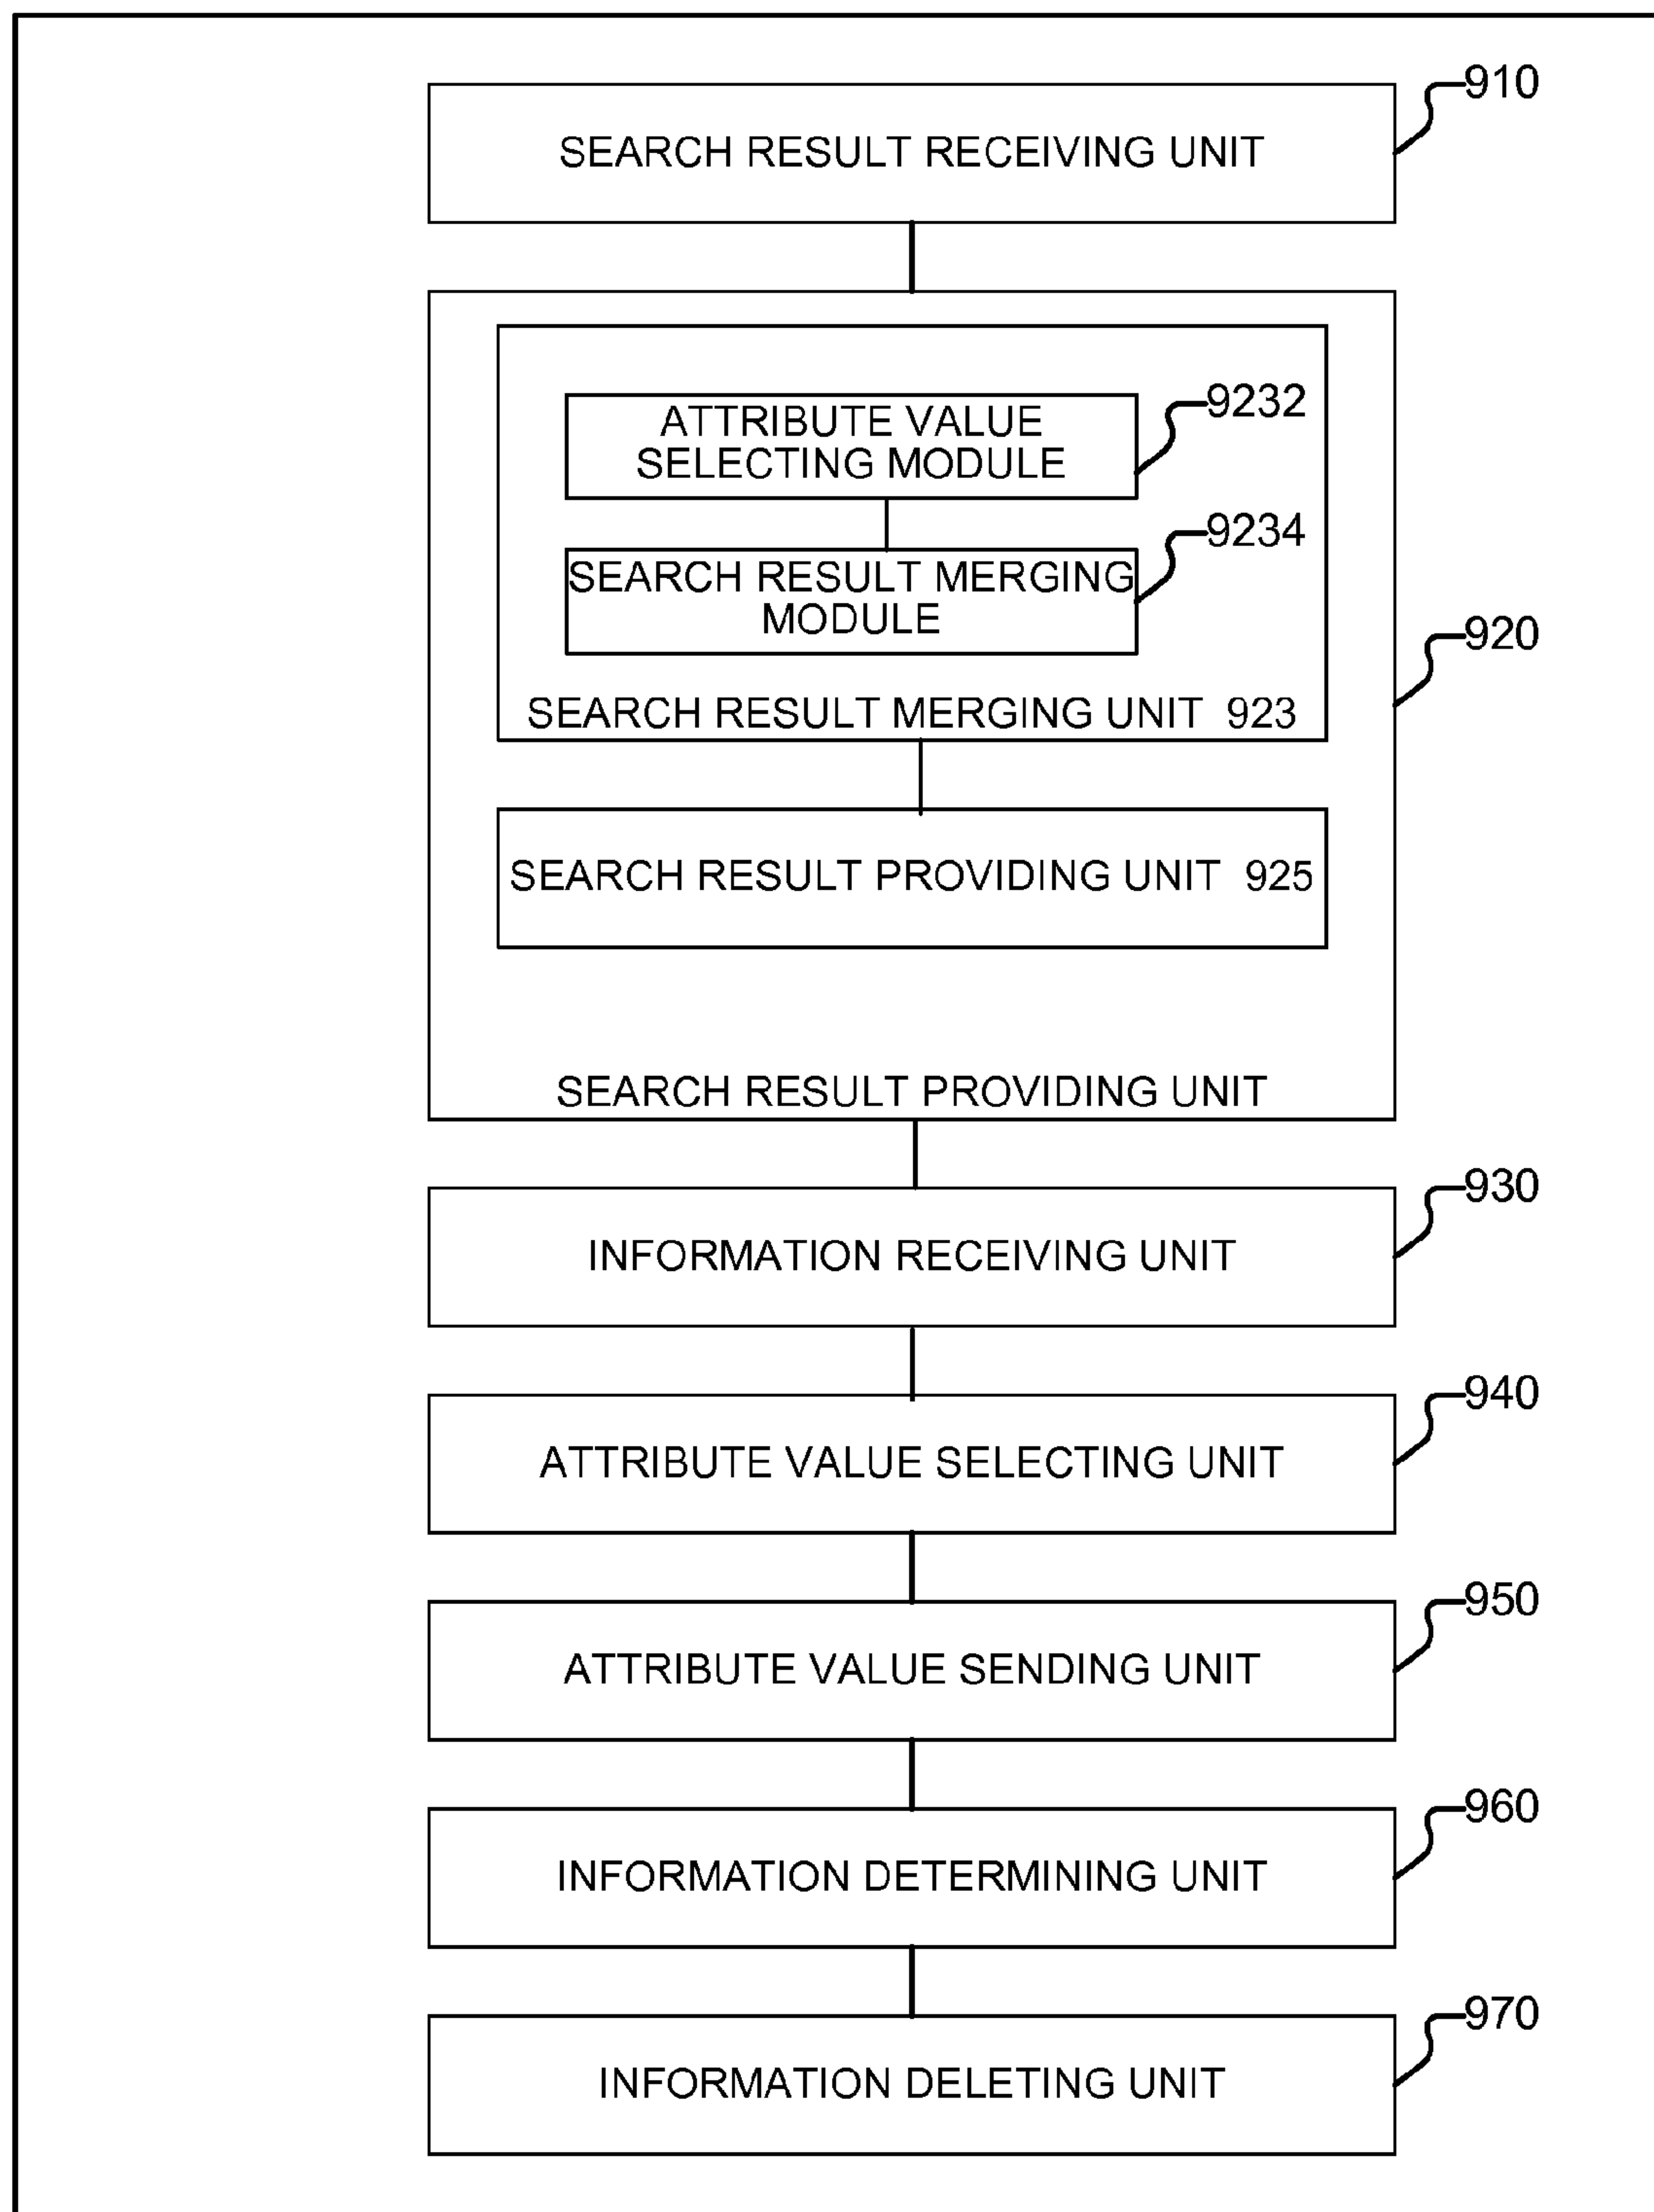 910
SEARCH RESULT RECEIVING UNIT
9232
ATTRIBUTE VALUE
SELECTING MODULE
9234
SEARCH RESULT MERGING
MODULE
920
SEARCH RESULT MERGING UNIT 923
SEARCH RESULT PROVIDING UNIT 925
SEARCH RESULT PROVIDING UNIT
930
INFORMATION RECEIVING UNIT
940
ATTRIBUTE VALUE SELECTING UNIT
950
ATTRIBUTE VALUE SENDING UNIT
960
INFORMATION DETERMINING UNIT
970
INFORMATION DELETING UNIT